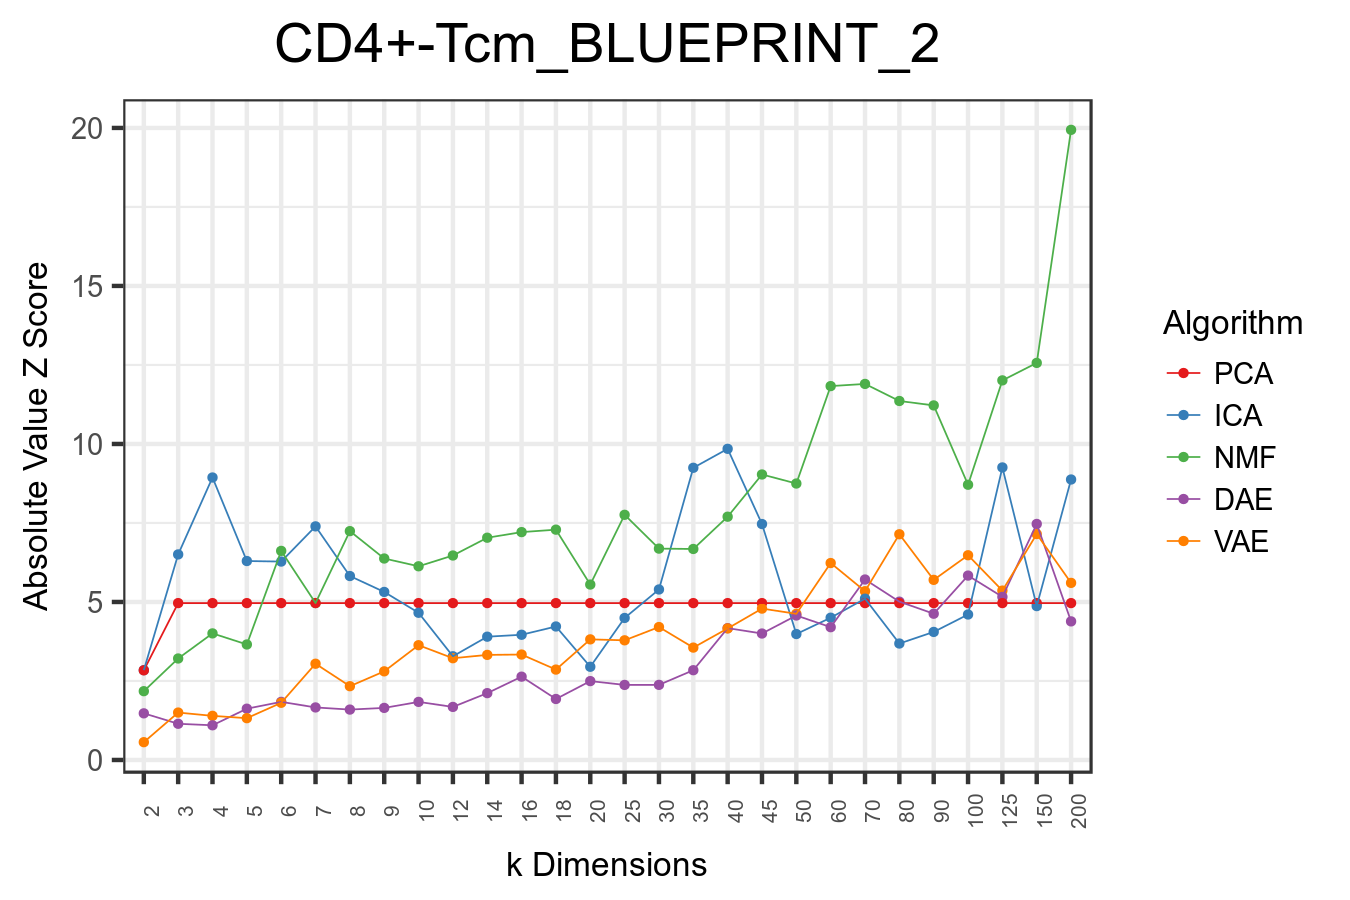 CD4+-Tcm_BLUEPRINT_2
Absolute Value Z Score
20
15
10
5
0
2 3 4 5 6 7 8 9 10 12 14 16 18 20 25 30 35 40 45 50 60 70 80 90 100 125 150 200
k Dimensions
Algorithm
PCA
ICA
NMF
DAE
VAE